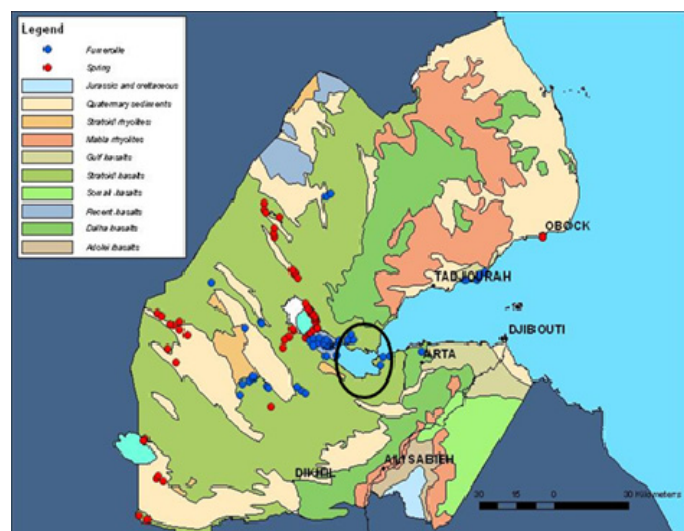 Legend
Fumerolle
Spring
Jurassic and cretaceous
Quaternary sediments
Stratoid rhyolites
Mabla rhyolites
Gulf basalts
Stratoid basalts
Somali basalts
Recent basalts
Dalha basalts
Adolei basalts
OBOCK
TADJOURAH
DJIBOUTI
ARTA
ALI SABIEH
DIKHIL
30 15 0 30 Kilometers